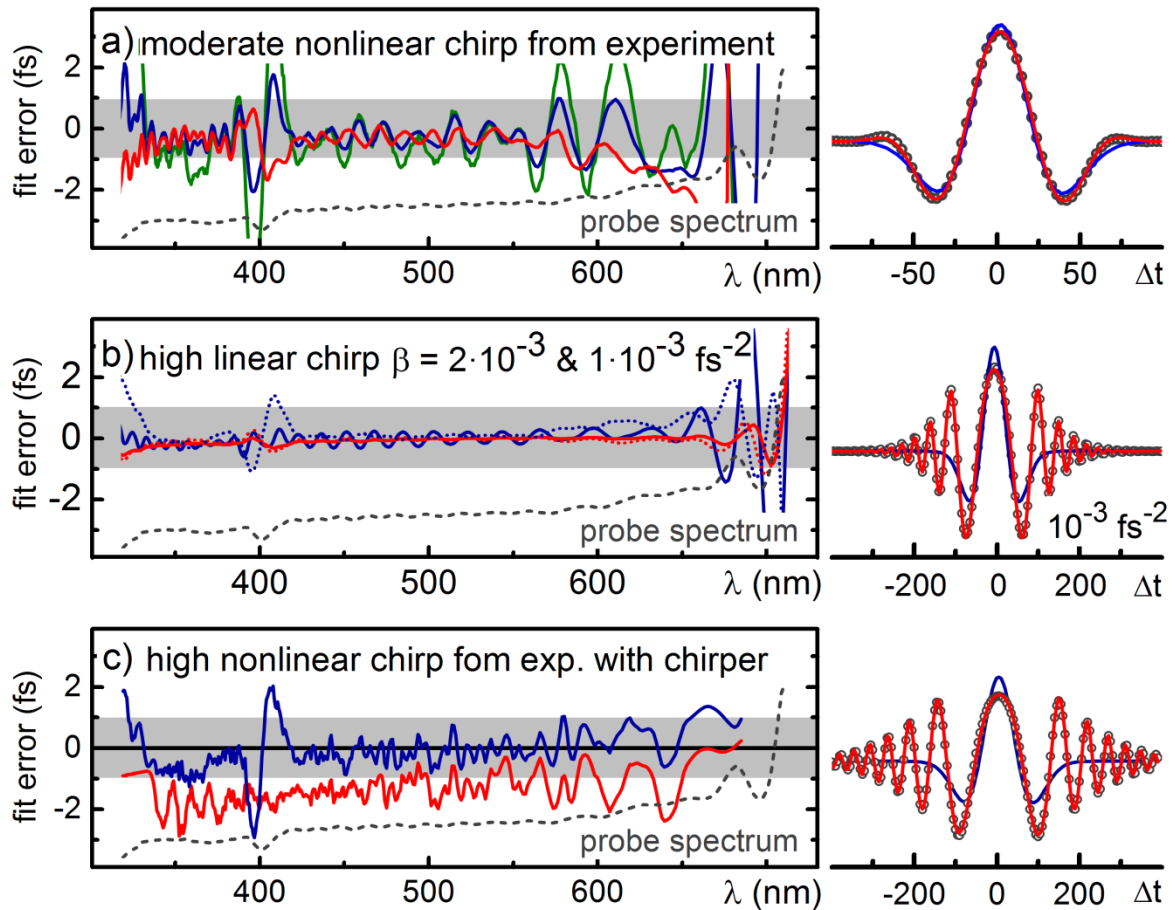 a) moderate nonlinear chirp from experiment
fit error (fs)
2
0
-2
probe spectrum
400
500
600
λ (nm)
-50
0
50
Δt
b) high linear chirp β = 2·10⁻³ & 1·10⁻³ fs⁻²
fit error (fs)
2
0
-2
probe spectrum
400
500
600
λ (nm)
10⁻³ fs⁻²
-200
0
200
Δt
c) high nonlinear chirp fom exp. with chirper
fit error (fs)
2
0
-2
probe spectrum
400
500
600
λ (nm)
-200
0
200
Δt